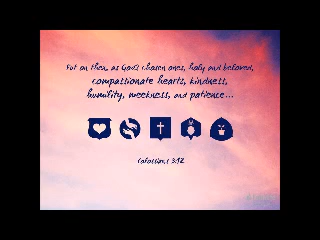 Put on then, as God's chosen ones, holy and beloved,
compassionate hearts, kindness,
humility, meekness, and patience...
Colossians 3:12